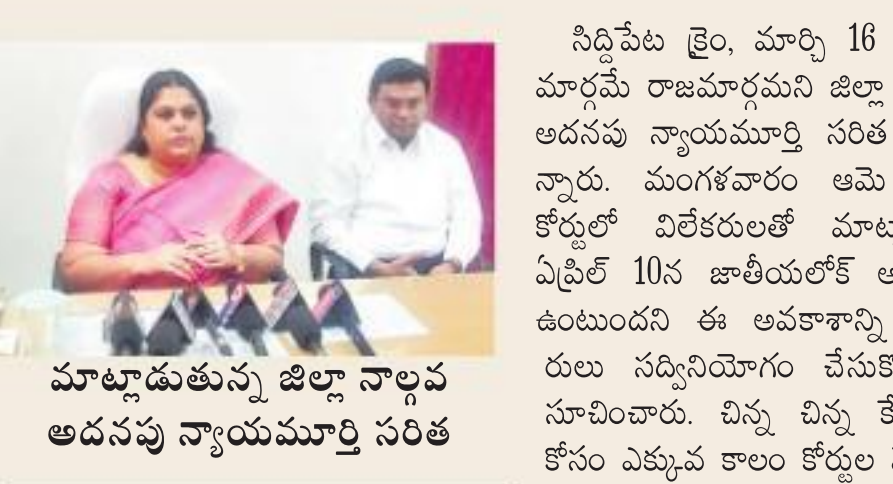 మాట్లాడుతున్న జిల్లా నాల్గవ
అదనపు న్యాయమూర్తి సరిత
సిద్దిపేట క్రైం, మార్చి 16
మార్గమే రాజమార్గమని జిల్లా
అదనపు న్యాయమూర్తి సరిత
న్నారు. మంగళవారం ఆమె
కోర్టులో విలేకరులతో
ఏప్రిల్ 10న జాతీయలోక్
ఉంటుందని ఈ అవకాశాన్ని
రులు సద్వినియోగం
సూచించారు. చిన్న చిన్న
కోసం ఎక్కువ కాలం కోర్టుల